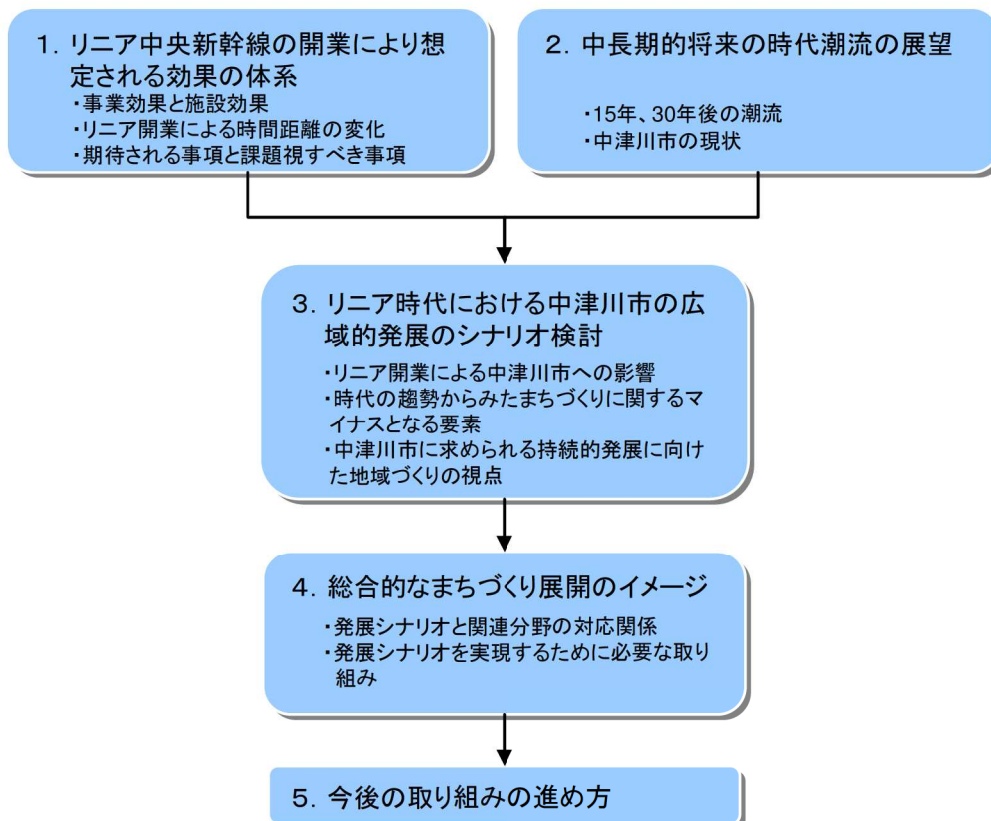 1．リニア中央新幹線の開業により想
定される効果の体系
・事業効果と施設効果
・リニア開業による時間距離の変化
・期待される事項と課題視すべき事項
2．中長期的将来の時代潮流の展望
・15年、30年後の潮流
・中津川市の現状
3．リニア時代における中津川市の広
域的発展のシナリオ検討
・リニア開業による中津川市への影響
・時代の趨勢からみたまちづくりに関するマ
イナスとなる要素
・中津川市に求められる持続的発展に向け
た地域づくりの視点
4．総合的なまちづくり展開のイメージ
・発展シナリオと関連分野の対応関係
・発展シナリオを実現するために必要な取り
組み
5．今後の取り組みの進め方